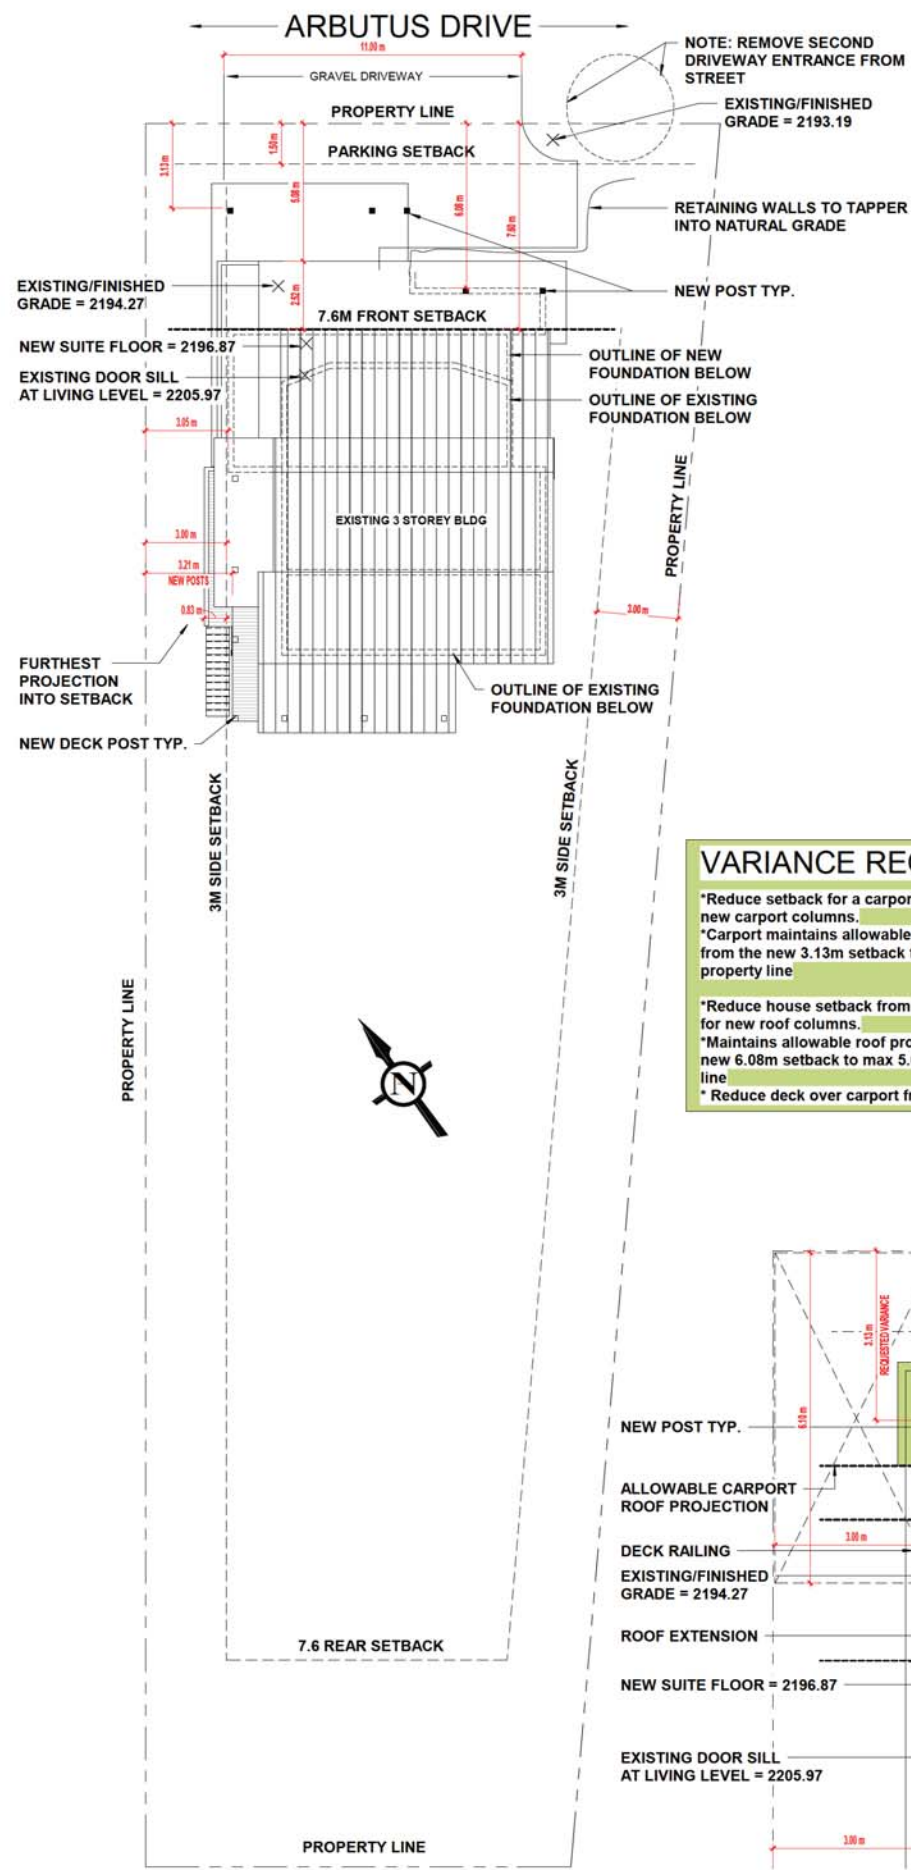 ARBUTUS DRIVE
11.00 m
GRAVEL DRIVEWAY
NOTE: REMOVE SECOND
DRIVEWAY ENTRANCE FROM
STREET
EXISTING/FINISHED
GRADE = 2193.19
PROPERTY LINE
1.50 m
PARKING SETBACK
3.13 m
5.08 m
6.08 m
7.60 m
RETAINING WALLS TO TAPPER
INTO NATURAL GRADE
EXISTING/FINISHED
GRADE = 2194.27
2.52 m
NEW POST TYP.
7.6M FRONT SETBACK
NEW SUITE FLOOR = 2196.87
OUTLINE OF NEW
FOUNDATION BELOW
EXISTING DOOR SILL
AT LIVING LEVEL = 2205.97
OUTLINE OF EXISTING
FOUNDATION BELOW
3.05 m
PROPERTY LINE
EXISTING 3 STOREY BLDG
3.00 m
3.21 m
NEW POSTS
0.83 m
3.00 m
FURTHEST
PROJECTION
INTO SETBACK
OUTLINE OF EXISTING
FOUNDATION BELOW
NEW DECK POST TYP.
3M SIDE SETBACK
3M SIDE SETBACK
VARIANCE RE
*Reduce setback for a carpor
new carport columns.
*Carport maintains allowable
from the new 3.13m setback
property line
*Reduce house setback from
for new roof columns.
*Maintains allowable roof pro
new 6.08m setback to max 5.
line
* Reduce deck over carport f
PROPERTY LINE
N
3.13 m
REQUESTED VARIANCE
6.10 m
NEW POST TYP.
ALLOWABLE CARPORT
ROOF PROJECTION
3.00 m
DECK RAILING
EXISTING/FINISHED
GRADE = 2194.27
ROOF EXTENSION
7.6 REAR SETBACK
NEW SUITE FLOOR = 2196.87
EXISTING DOOR SILL
AT LIVING LEVEL = 2205.97
3.00 m
PROPERTY LINE